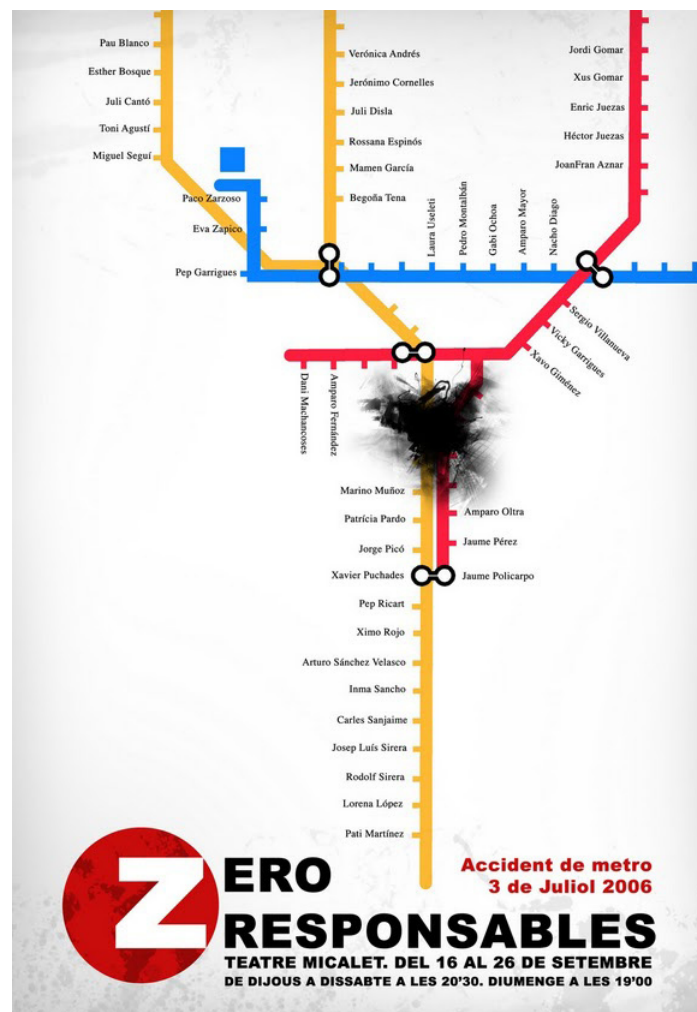 Pau Blanco
Esther Bosque
Juli Cantó
Toni Agustí
Miguel Seguí
Paco Zarzoso
Eva Zapico
Pep Garrigues
Verónica Andrés
Jerónimo Cornelles
Juli Disla
Rossana Espinós
Mamen García
Begoña Tena
Laura Useleti
Pedro Montalbán
Gabi Ochoa
Amparo Mayor
Nacho Diago
Jordi Gomar
Xus Gomar
Enric Juezas
Héctor Juezas
JoanFran Aznar
Sergio Villanueva
Vicky Garrigues
Xavo Giménez
Dani Machancoses
Amparo Fernández
Marino Muñoz
Patrícia Pardo
Jorge Picó
Xavier Puchades
Amparo Oltra
Jaume Pérez
Jaume Policarpo
Pep Ricart
Ximo Rojo
Arturo Sánchez Velasco
Inma Sancho
Carles Sanjaime
Josep Luís Sirera
Rodolf Sirera
Lorena López
Pati Martínez
Accident de metro
3 de Juliol 2006
ZERO
RESPONSABLES
TEATRE MICALET. DEL 16 AL 26 DE SETEMBRE
DE DIJOUS A DISSABTE A LES 20'30. DIUMENGE A LES 19'00